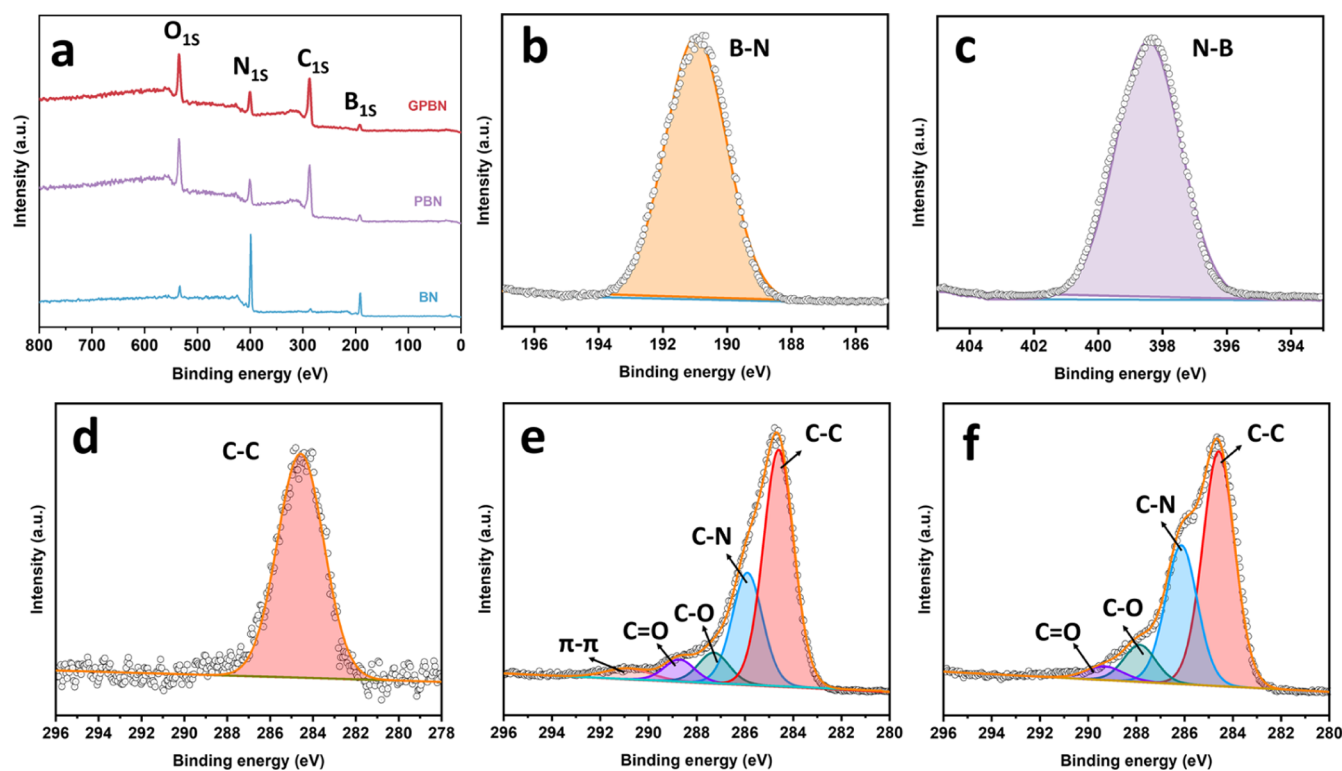 a
O1S
N1S
C1S
B1S
GPBN
PBN
BN
Intensity (a.u.)
800 700 600 500 400 300 200 100 0
Binding energy (eV)
b
B-N
Intensity (a.u.)
196 194 192 190 188 186
Binding energy (eV)
c
N-B
Intensity (a.u.)
404 402 400 398 396 394
Binding energy (eV)
d
C-C
Intensity (a.u.)
296 294 292 290 288 286 284 282 280 278
Binding energy (eV)
e
C-C
C-N
C-O
C=O
π-π
Intensity (a.u.)
296 294 292 290 288 286 284 282 280
Binding energy (eV)
f
C-C
C-N
C-O
C=O
Intensity (a.u.)
296 294 292 290 288 286 284 282 280
Binding energy (eV)